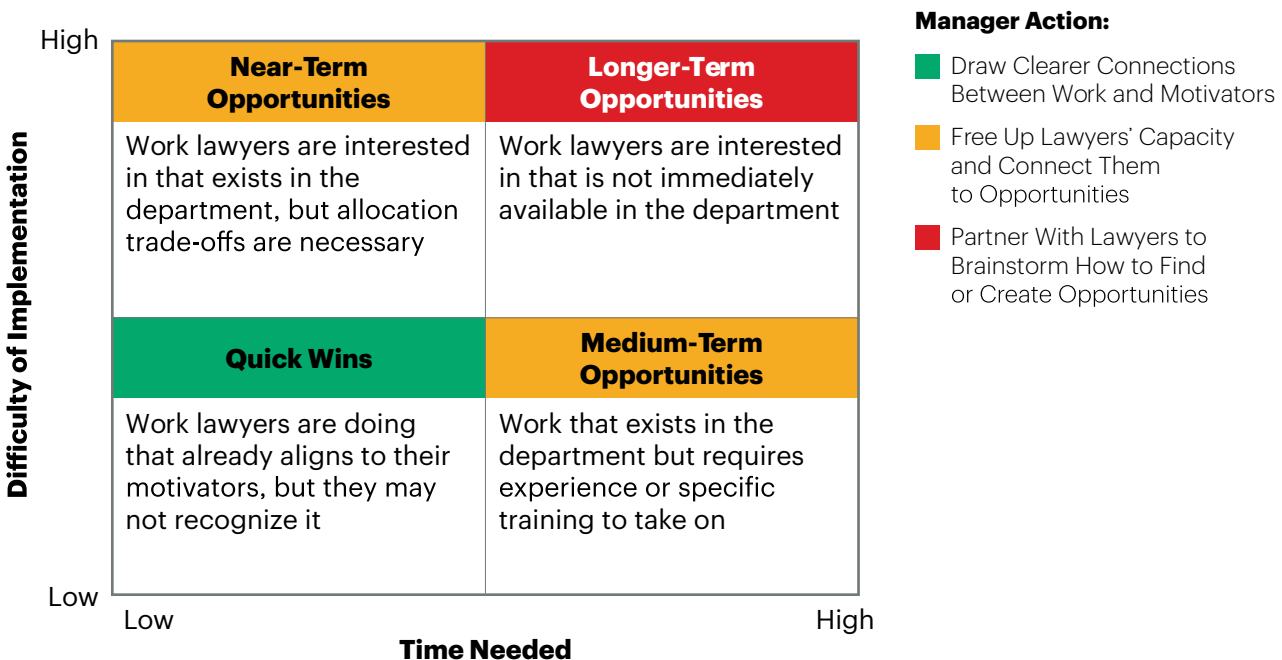 High
Near-Term
Opportunities
Longer-Term
Opportunities
Work lawyers are interested
in that exists in the
department, but allocation
trade-offs are necessary
Work lawyers are interested
in that is not immediately
available in the department
Quick Wins
Medium-Term
Opportunities
Work lawyers are doing
that already aligns to their
motivators, but they may
not recognize it
Work that exists in the
department but requires
experience or specific
training to take on
Difficulty of Implementation
Low
Low
High
Time Needed
Manager Action:
Draw Clearer Connections
Between Work and Motivators
Free Up Lawyers’ Capacity
and Connect Them
to Opportunities
Partner With Lawyers to
Brainstorm How to Find
or Create Opportunities